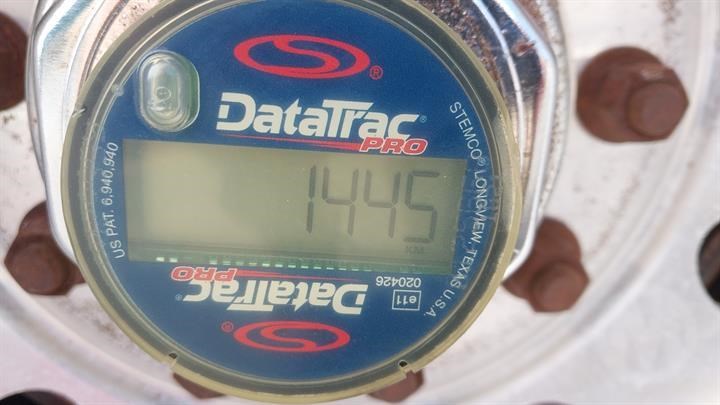 DataTrac
PRO
®
STEMCO® LONGVIEW, TEXAS U.S.A.
US PAT. 6,940,940
1445
KM
e11
020426
DataTrac
PRO
®